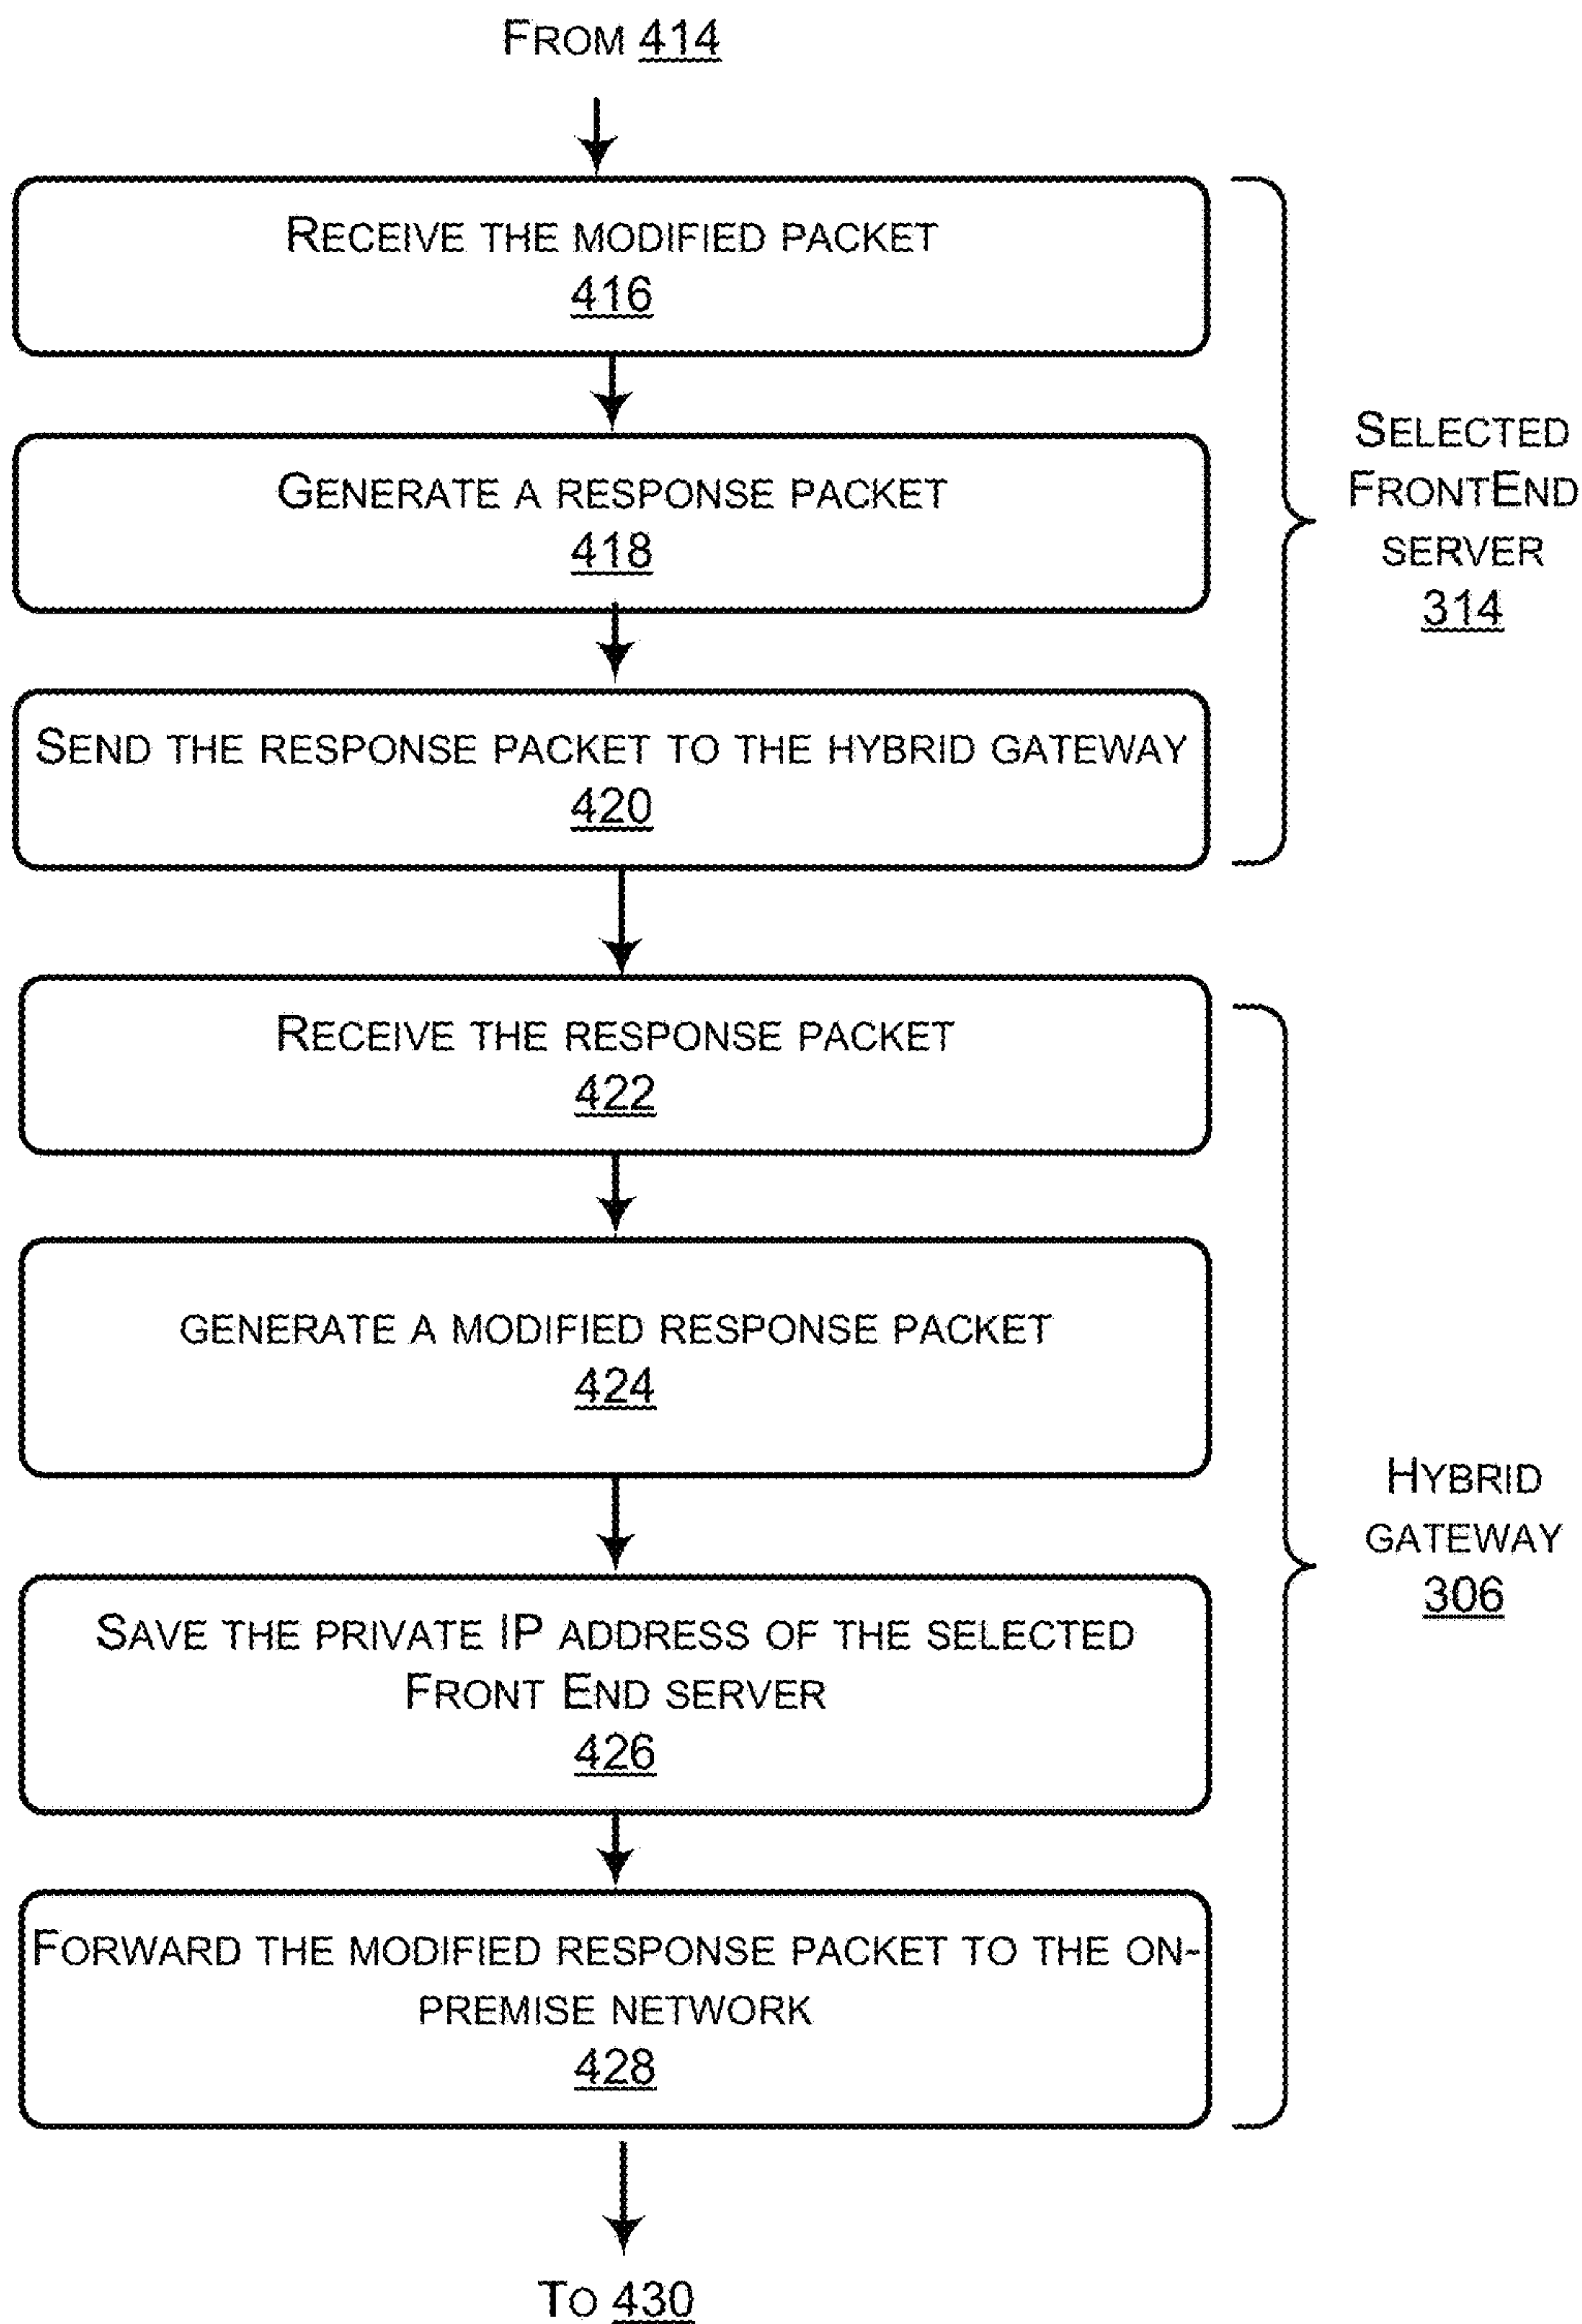 FROM 414
RECEIVE THE MODIFIED PACKET
416
GENERATE A RESPONSE PACKET
418
SEND THE RESPONSE PACKET TO THE HYBRID GATEWAY
420
SELECTED
FRONTEND
SERVER
314
RECEIVE THE RESPONSE PACKET
422
GENERATE A MODIFIED RESPONSE PACKET
424
SAVE THE PRIVATE IP ADDRESS OF THE SELECTED
FRONT END SERVER
426
FORWARD THE MODIFIED RESPONSE PACKET TO THE ON-
PREMISE NETWORK
428
HYBRID
GATEWAY
306
TO 430